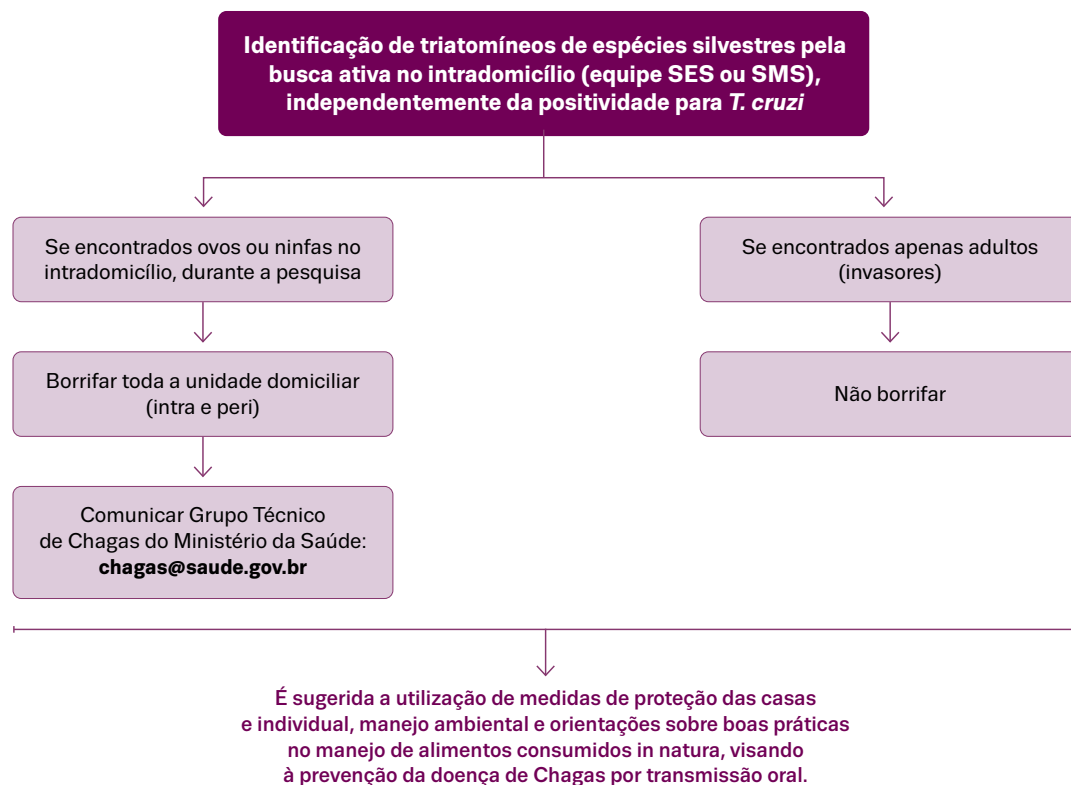 Identificação de triatomíneos de espécies silvestres pela
busca ativa no intradomicílio (equipe SES ou SMS),
independentemente da positividade para T. cruzi
Se encontrados ovos ou ninfas no
intradomicílio, durante a pesquisa
Se encontrados apenas adultos
(invasores)
Borrifar toda a unidade domiciliar
(intra e peri)
Não borrifar
Comunicar Grupo Técnico
de Chagas do Ministério da Saúde:
chagas@saude.gov.br
É sugerida a utilização de medidas de proteção das casas
e individual, manejo ambiental e orientações sobre boas práticas
no manejo de alimentos consumidos in natura, visando
à prevenção da doença de Chagas por transmissão oral.